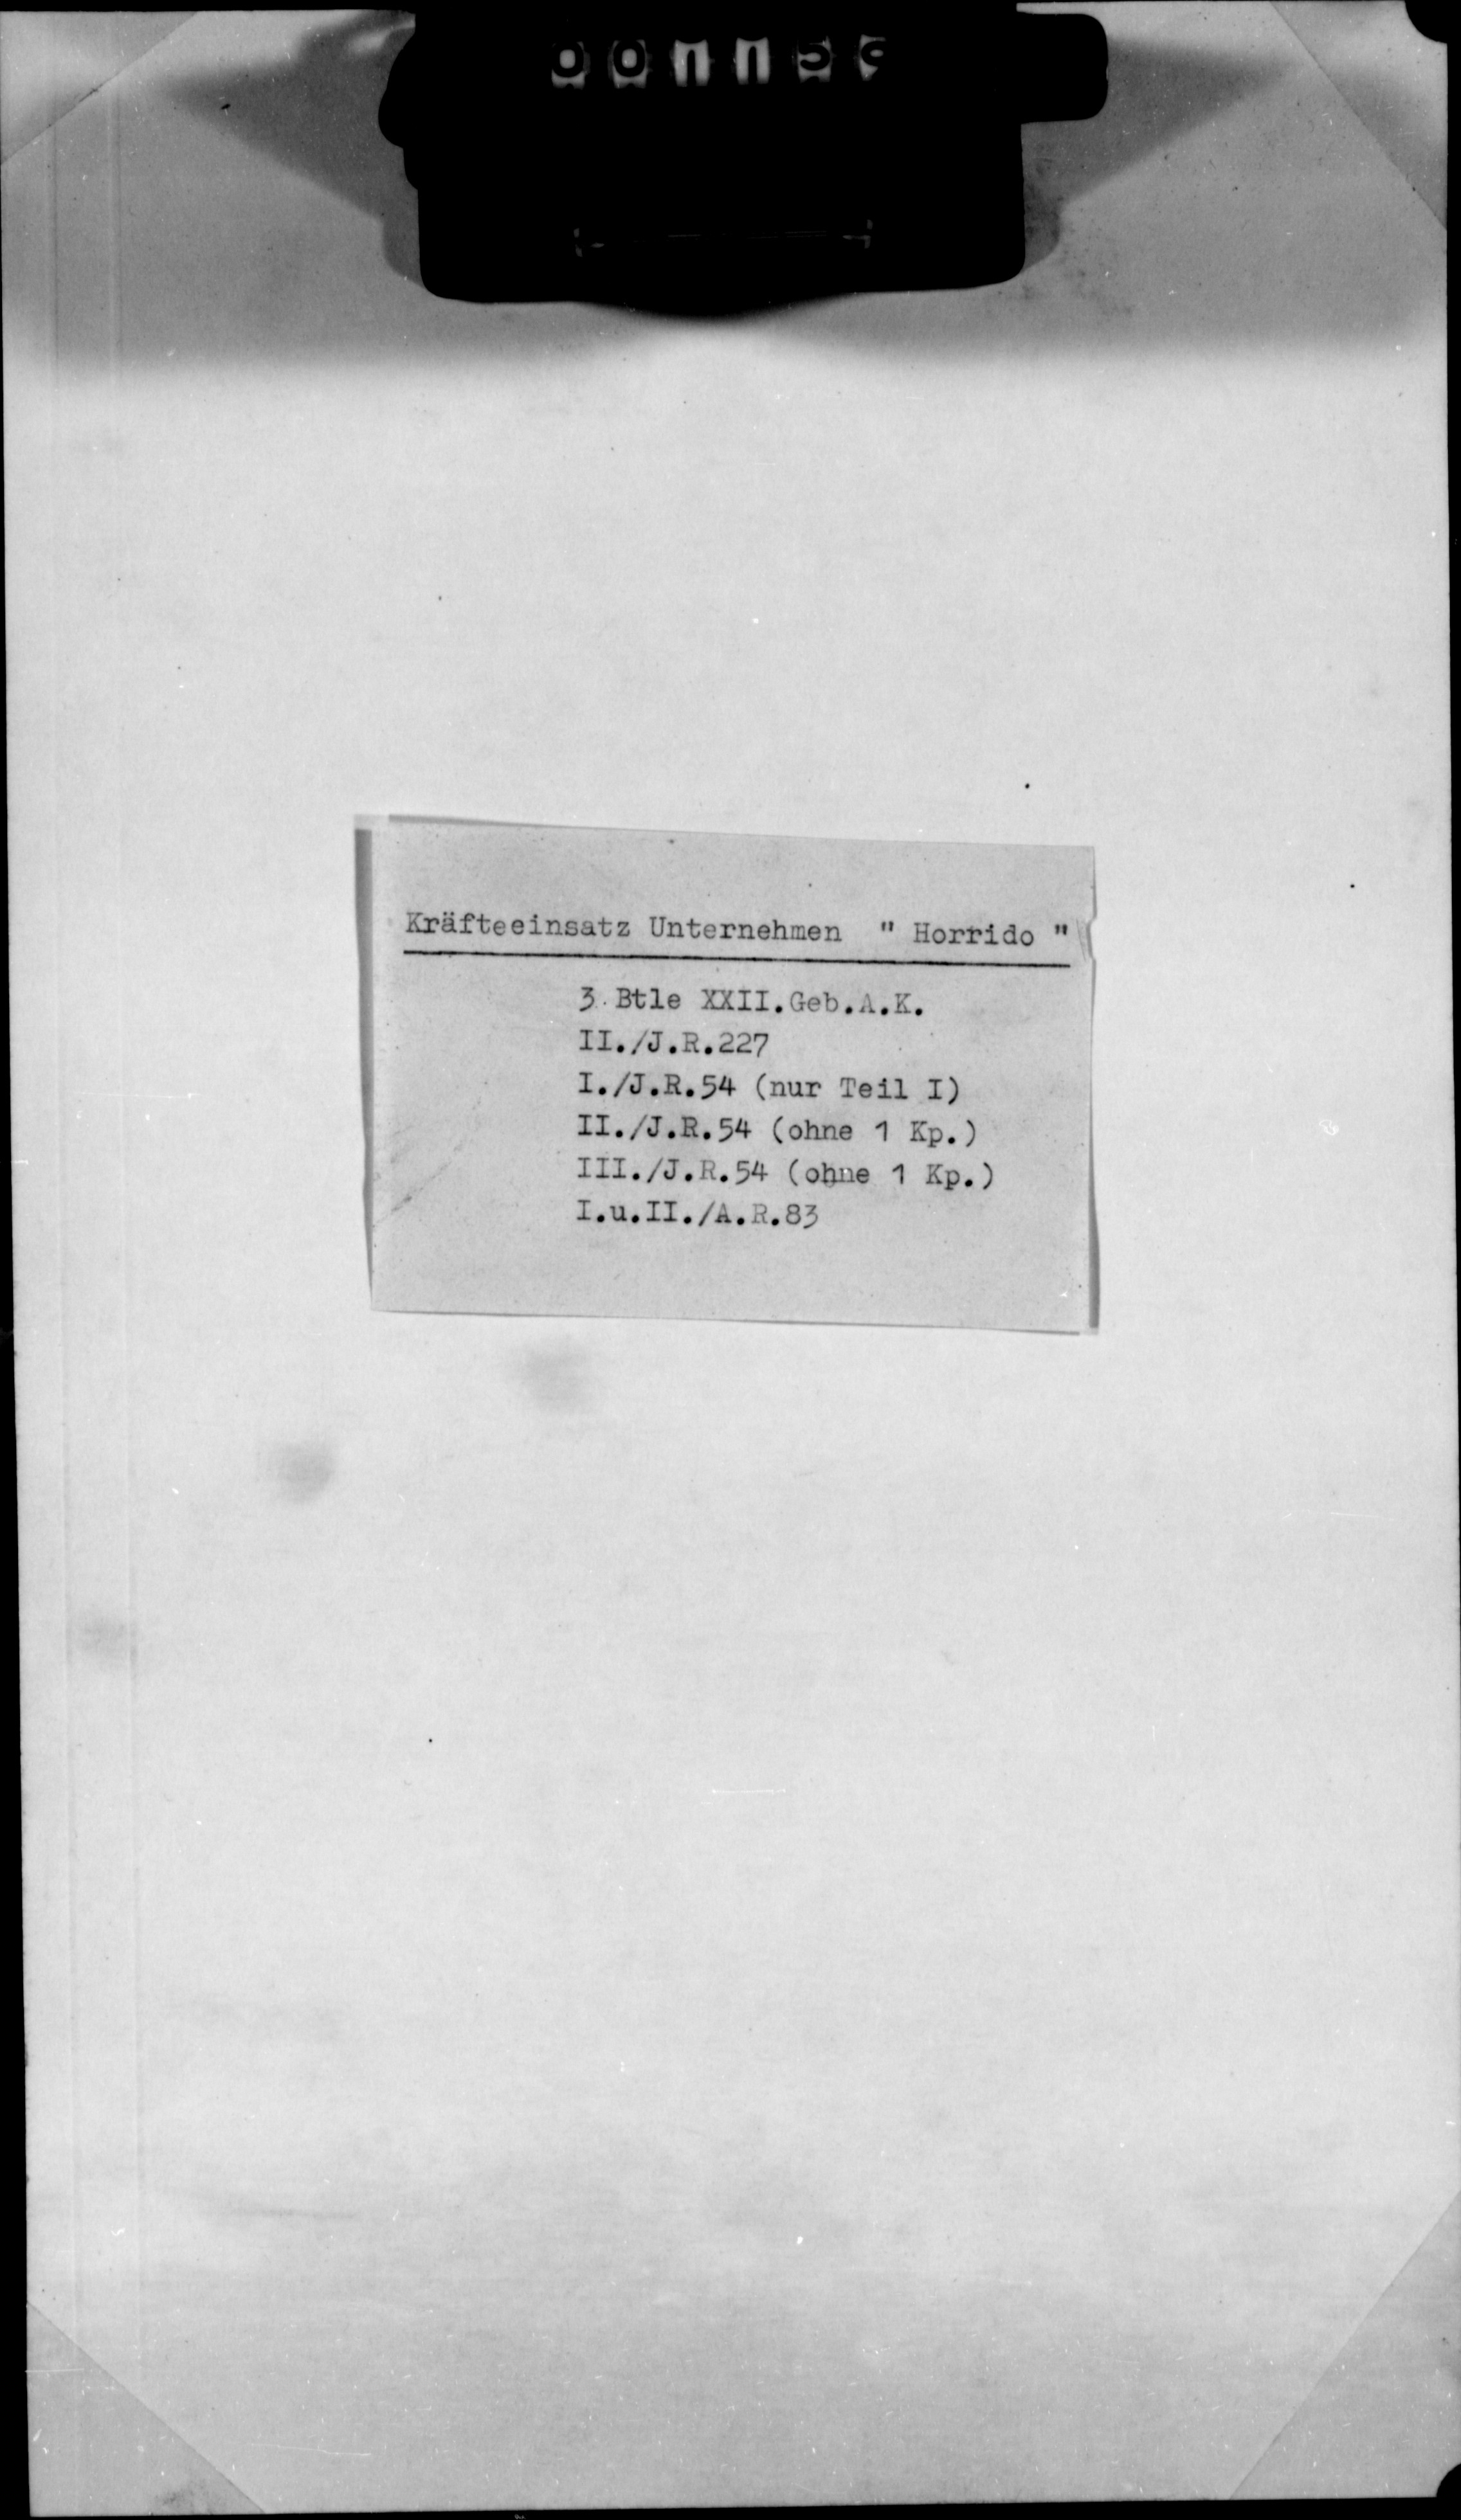 Kräfteeinsatz Unternehmen " Horrido "
3 Btle XXII.Geb.A.K.
II./J.R.227
I./J.R.54 (nur Teil I)
II./J.R.54 (ohne 1 Kp.)
III./J.R.54 (ohne 1 Kp.)
I.u.II./A.R.83